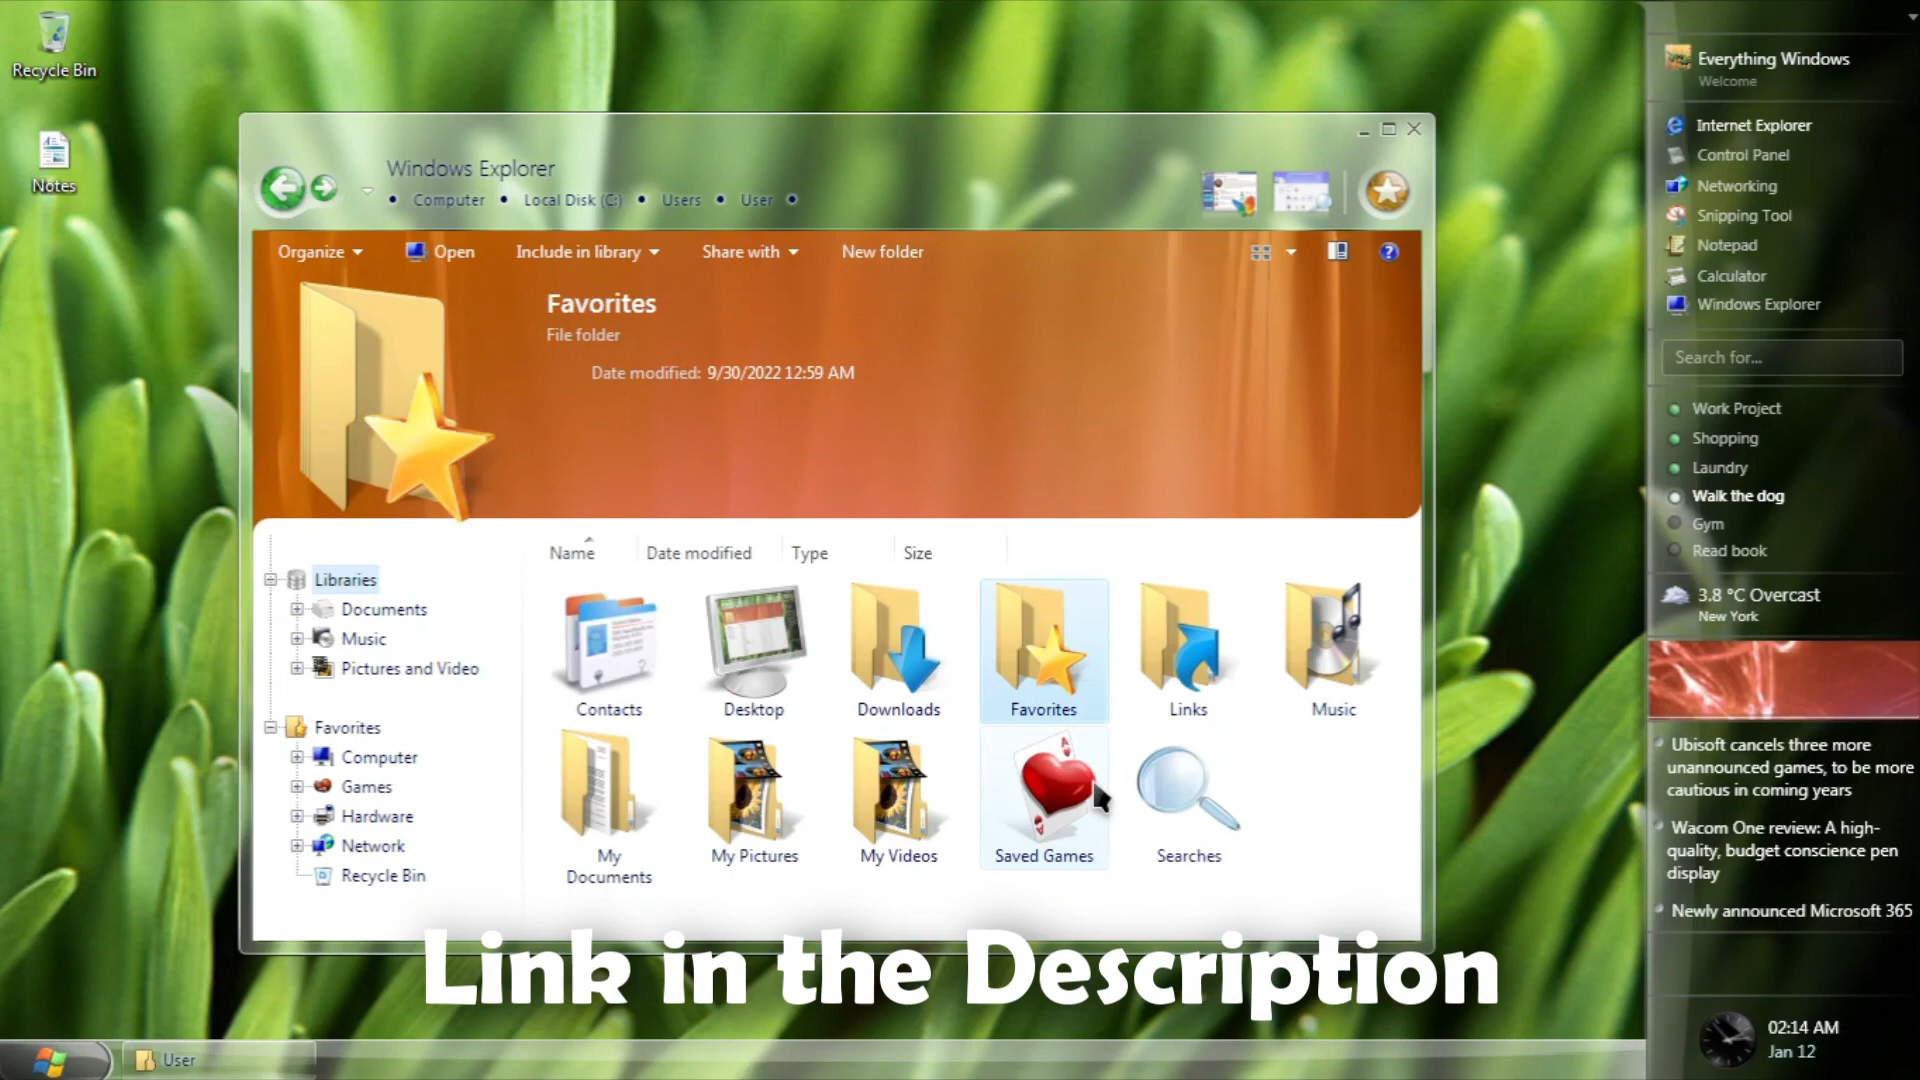 Recycle Bin
Notes
Windows Explorer
Computer Local Disk (C:) Users User
Organize Open Include in library Share with New folder
Favorites
File folder
Date modified: 9/30/2022 12:59 AM
Name Date modified Type Size
Libraries
Documents
Music
Pictures and Video
Favorites
Computer
Games
Hardware
Network
Recycle Bin
Contacts Desktop Downloads Favorites Links Music
My
Documents
My Pictures My Videos Saved Games Searches
Link in the Description
User
Everything Windows
Welcome
Internet Explorer
Control Panel
Networking
Snipping Tool
Notepad
Calculator
Windows Explorer
Search for...
Work Project
Shopping
Laundry
Walk the dog
Gym
Read book
3.8 °C Overcast
New York
Ubisoft cancels three more
unannounced games, to be more
cautious in coming years
Wacom One review: A high-
quality, budget conscience pen
display
Newly announced Microsoft 365
02:14 AM
Jan 12